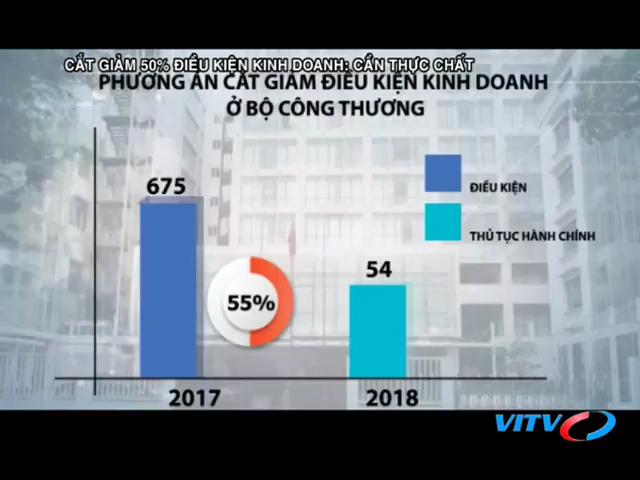 CẮT GIẢM 50% ĐIỀU KIỆN KINH DOANH: CẦN THỰC CHẤT
PHƯƠNG ÁN CẮT GIẢM ĐIỀU KIỆN KINH DOANH
Ở BỘ CÔNG THƯƠNG
675
ĐIỀU KIỆN
THỦ TỤC HÀNH CHÍNH
54
55%
2017
2018
VITV